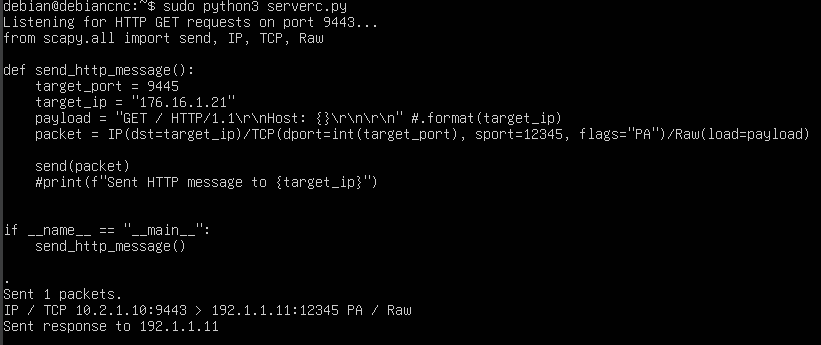 debian@debiancnc:~$ sudo python3 serverc.py
Listening for HTTP GET requests on port 9443...
from scapy.all import send, IP, TCP, Raw
def send_http_message():
    target_port = 9445
    target_ip = "176.16.1.21"
    payload = "GET / HTTP/1.1\r\nHost: {}\r\n\r\n" #.format(target_ip)
    packet = IP(dst=target_ip)/TCP(dport=int(target_port), sport=12345, flags="PA")/Raw(load=payload)
    send(packet)
    #print(f"Sent HTTP message to {target_ip}")
if __name__ == "__main__":
    send_http_message()
.
Sent 1 packets.
IP / TCP 10.2.1.10:9443 > 192.1.1.11:12345 PA / Raw
Sent response to 192.1.1.11